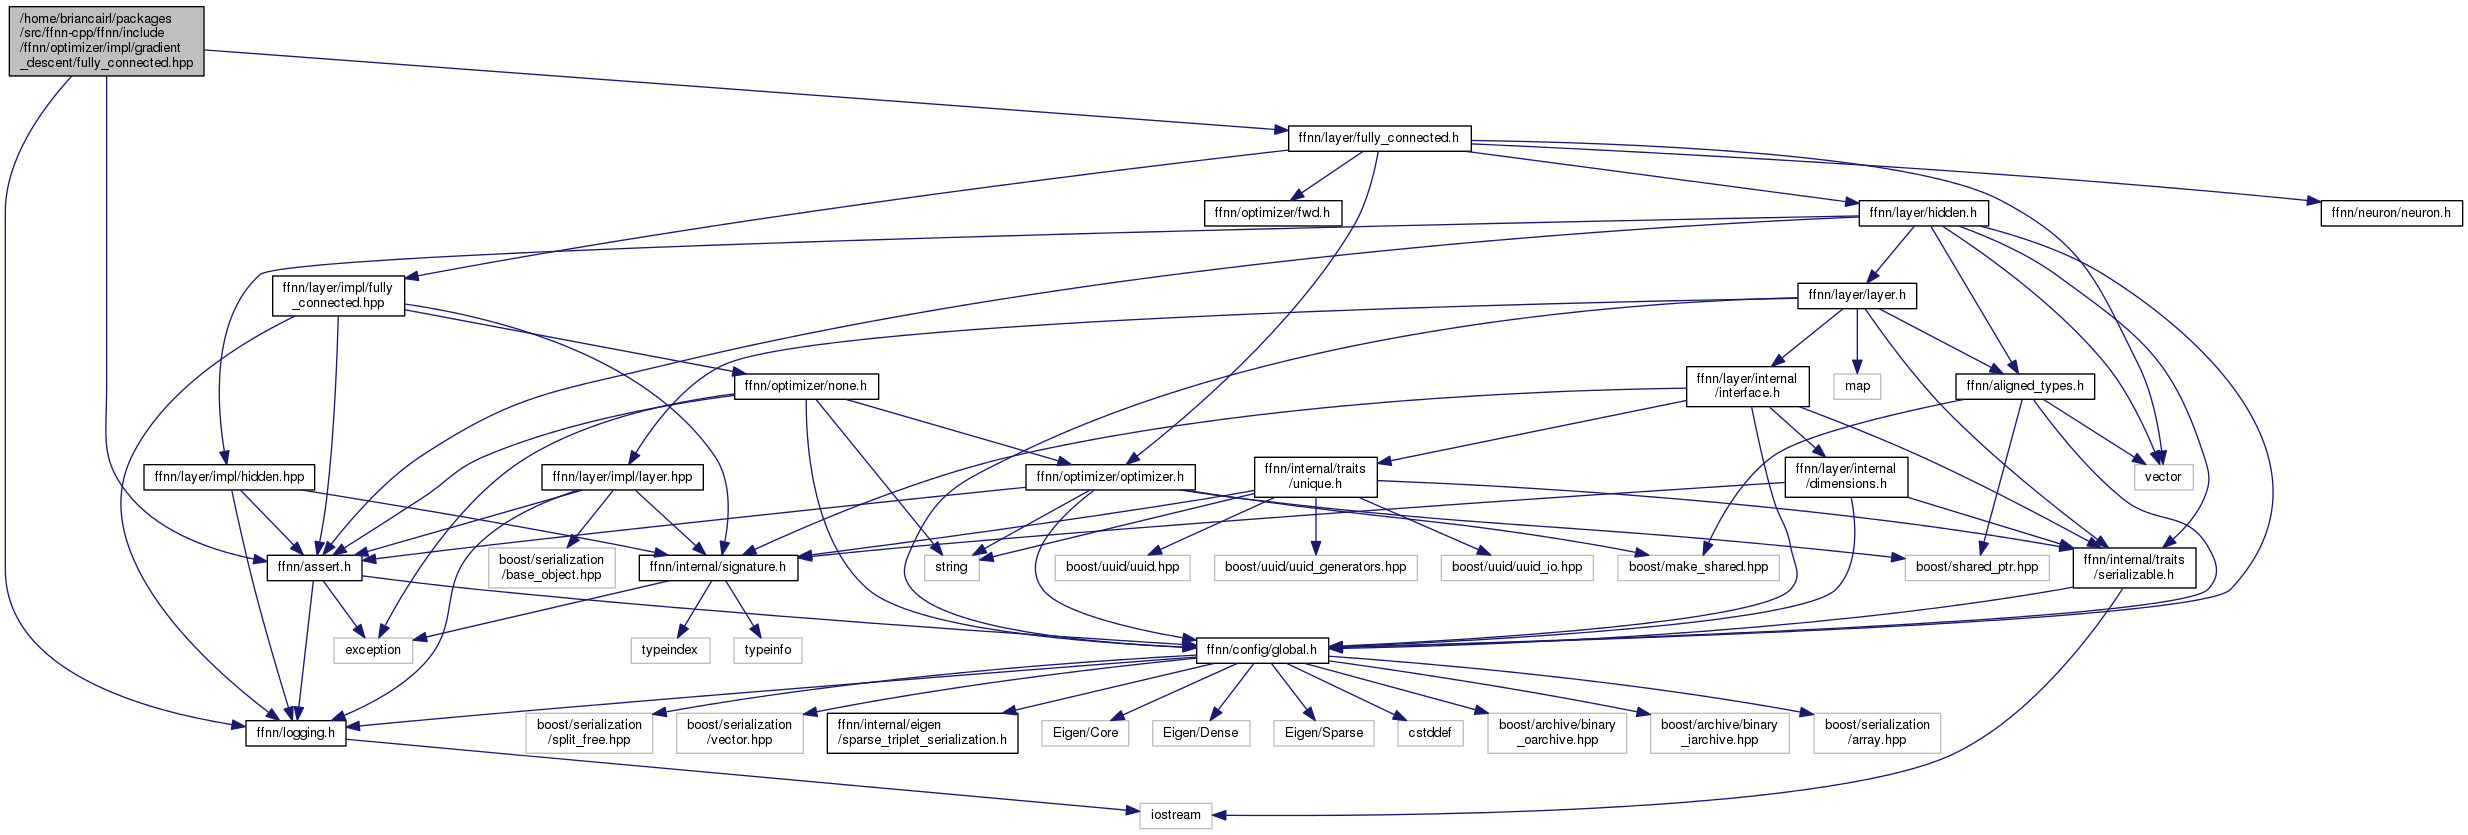 /home/briancairl/packages
/src/ffnn-cpp/ffnn/include
/ffnn/optimizer/impl/gradient
_descent/fully_connected.hpp
ffnn/layer/fully_connected.h
ffnn/optimizer/fwd.h
ffnn/layer/hidden.h
ffnn/neuron/neuron.h
ffnn/layer/impl/fully
_connected.hpp
ffnn/layer/layer.h
ffnn/optimizer/none.h
ffnn/layer/internal
/interface.h
map
ffnn/aligned_types.h
ffnn/layer/impl/hidden.hpp
ffnn/layer/impl/layer.hpp
ffnn/optimizer/optimizer.h
ffnn/internal/traits
/unique.h
ffnn/layer/internal
/dimensions.h
vector
ffnn/assert.h
boost/serialization
/base_object.hpp
ffnn/internal/signature.h
string
boost/uuid/uuid.hpp
boost/uuid/uuid_generators.hpp
boost/uuid/uuid_io.hpp
boost/make_shared.hpp
boost/shared_ptr.hpp
ffnn/internal/traits
/serializable.h
exception
typeindex
typeinfo
ffnn/config/global.h
ffnn/logging.h
boost/serialization
/split_free.hpp
boost/serialization
/vector.hpp
ffnn/internal/eigen
/sparse_triplet_serialization.h
Eigen/Core
Eigen/Dense
Eigen/Sparse
cstddef
boost/archive/binary
_oarchive.hpp
boost/archive/binary
_iarchive.hpp
boost/serialization
/array.hpp
iostream